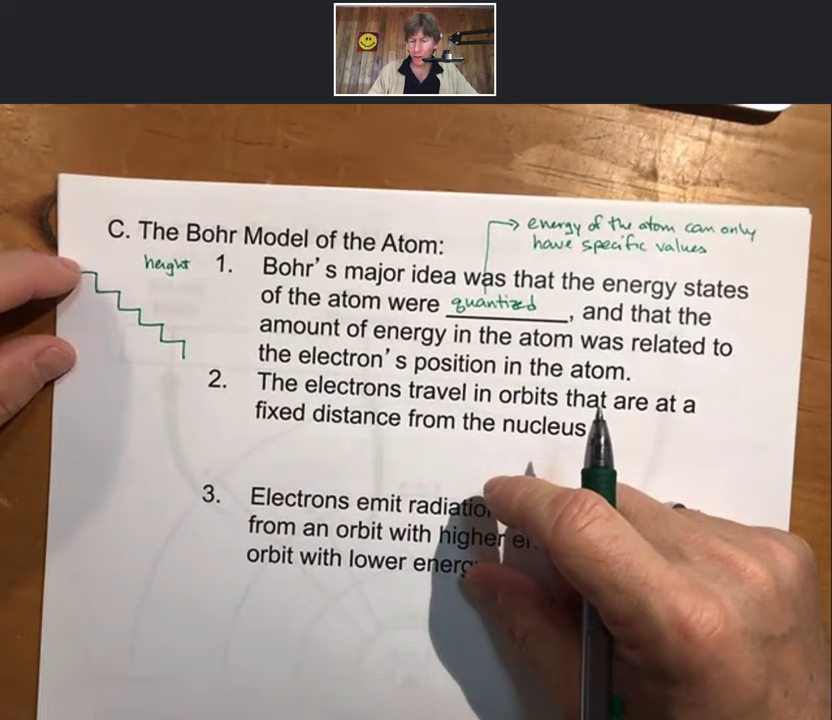 C. The Bohr Model of the Atom:
energy of the atom can only
have specific values
height
1. Bohr's major idea was that the energy states
of the atom were quantized, and that the
amount of energy in the atom was related to
the electron's position in the atom.
2. The electrons travel in orbits that are at a
fixed distance from the nucleus
3. Electrons emit
from an orbit with higher
orbit with lower